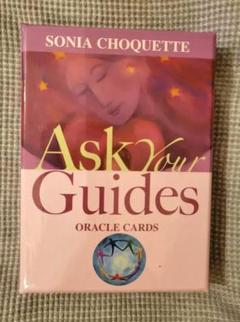 SONIA CHOQUETTE
Ask Your
Guides
ORACLE CARDS